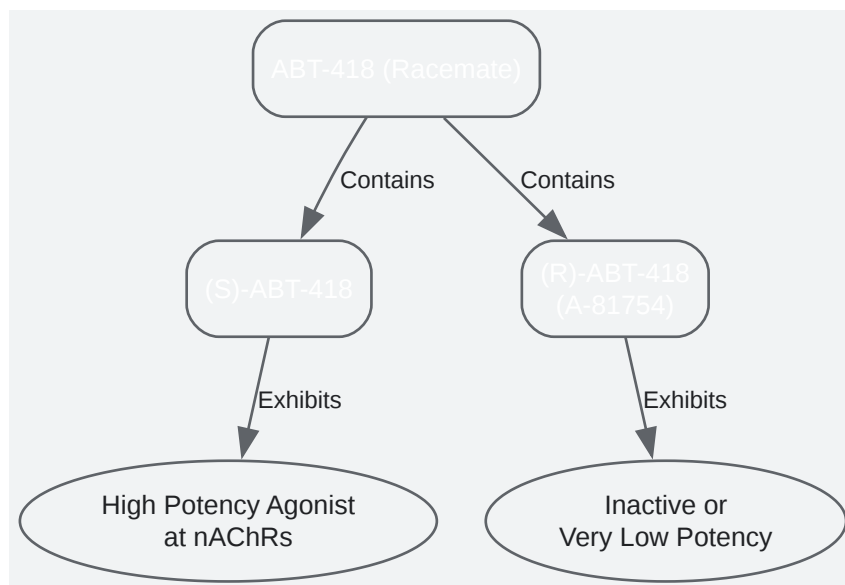 ABT-418 (Racemate)
Contains
Contains
(S)-ABT-418
(R)-ABT-418
(A-81754)
Exhibits
Exhibits
High Potency Agonist
at nAChRs
Inactive or
Very Low Potency